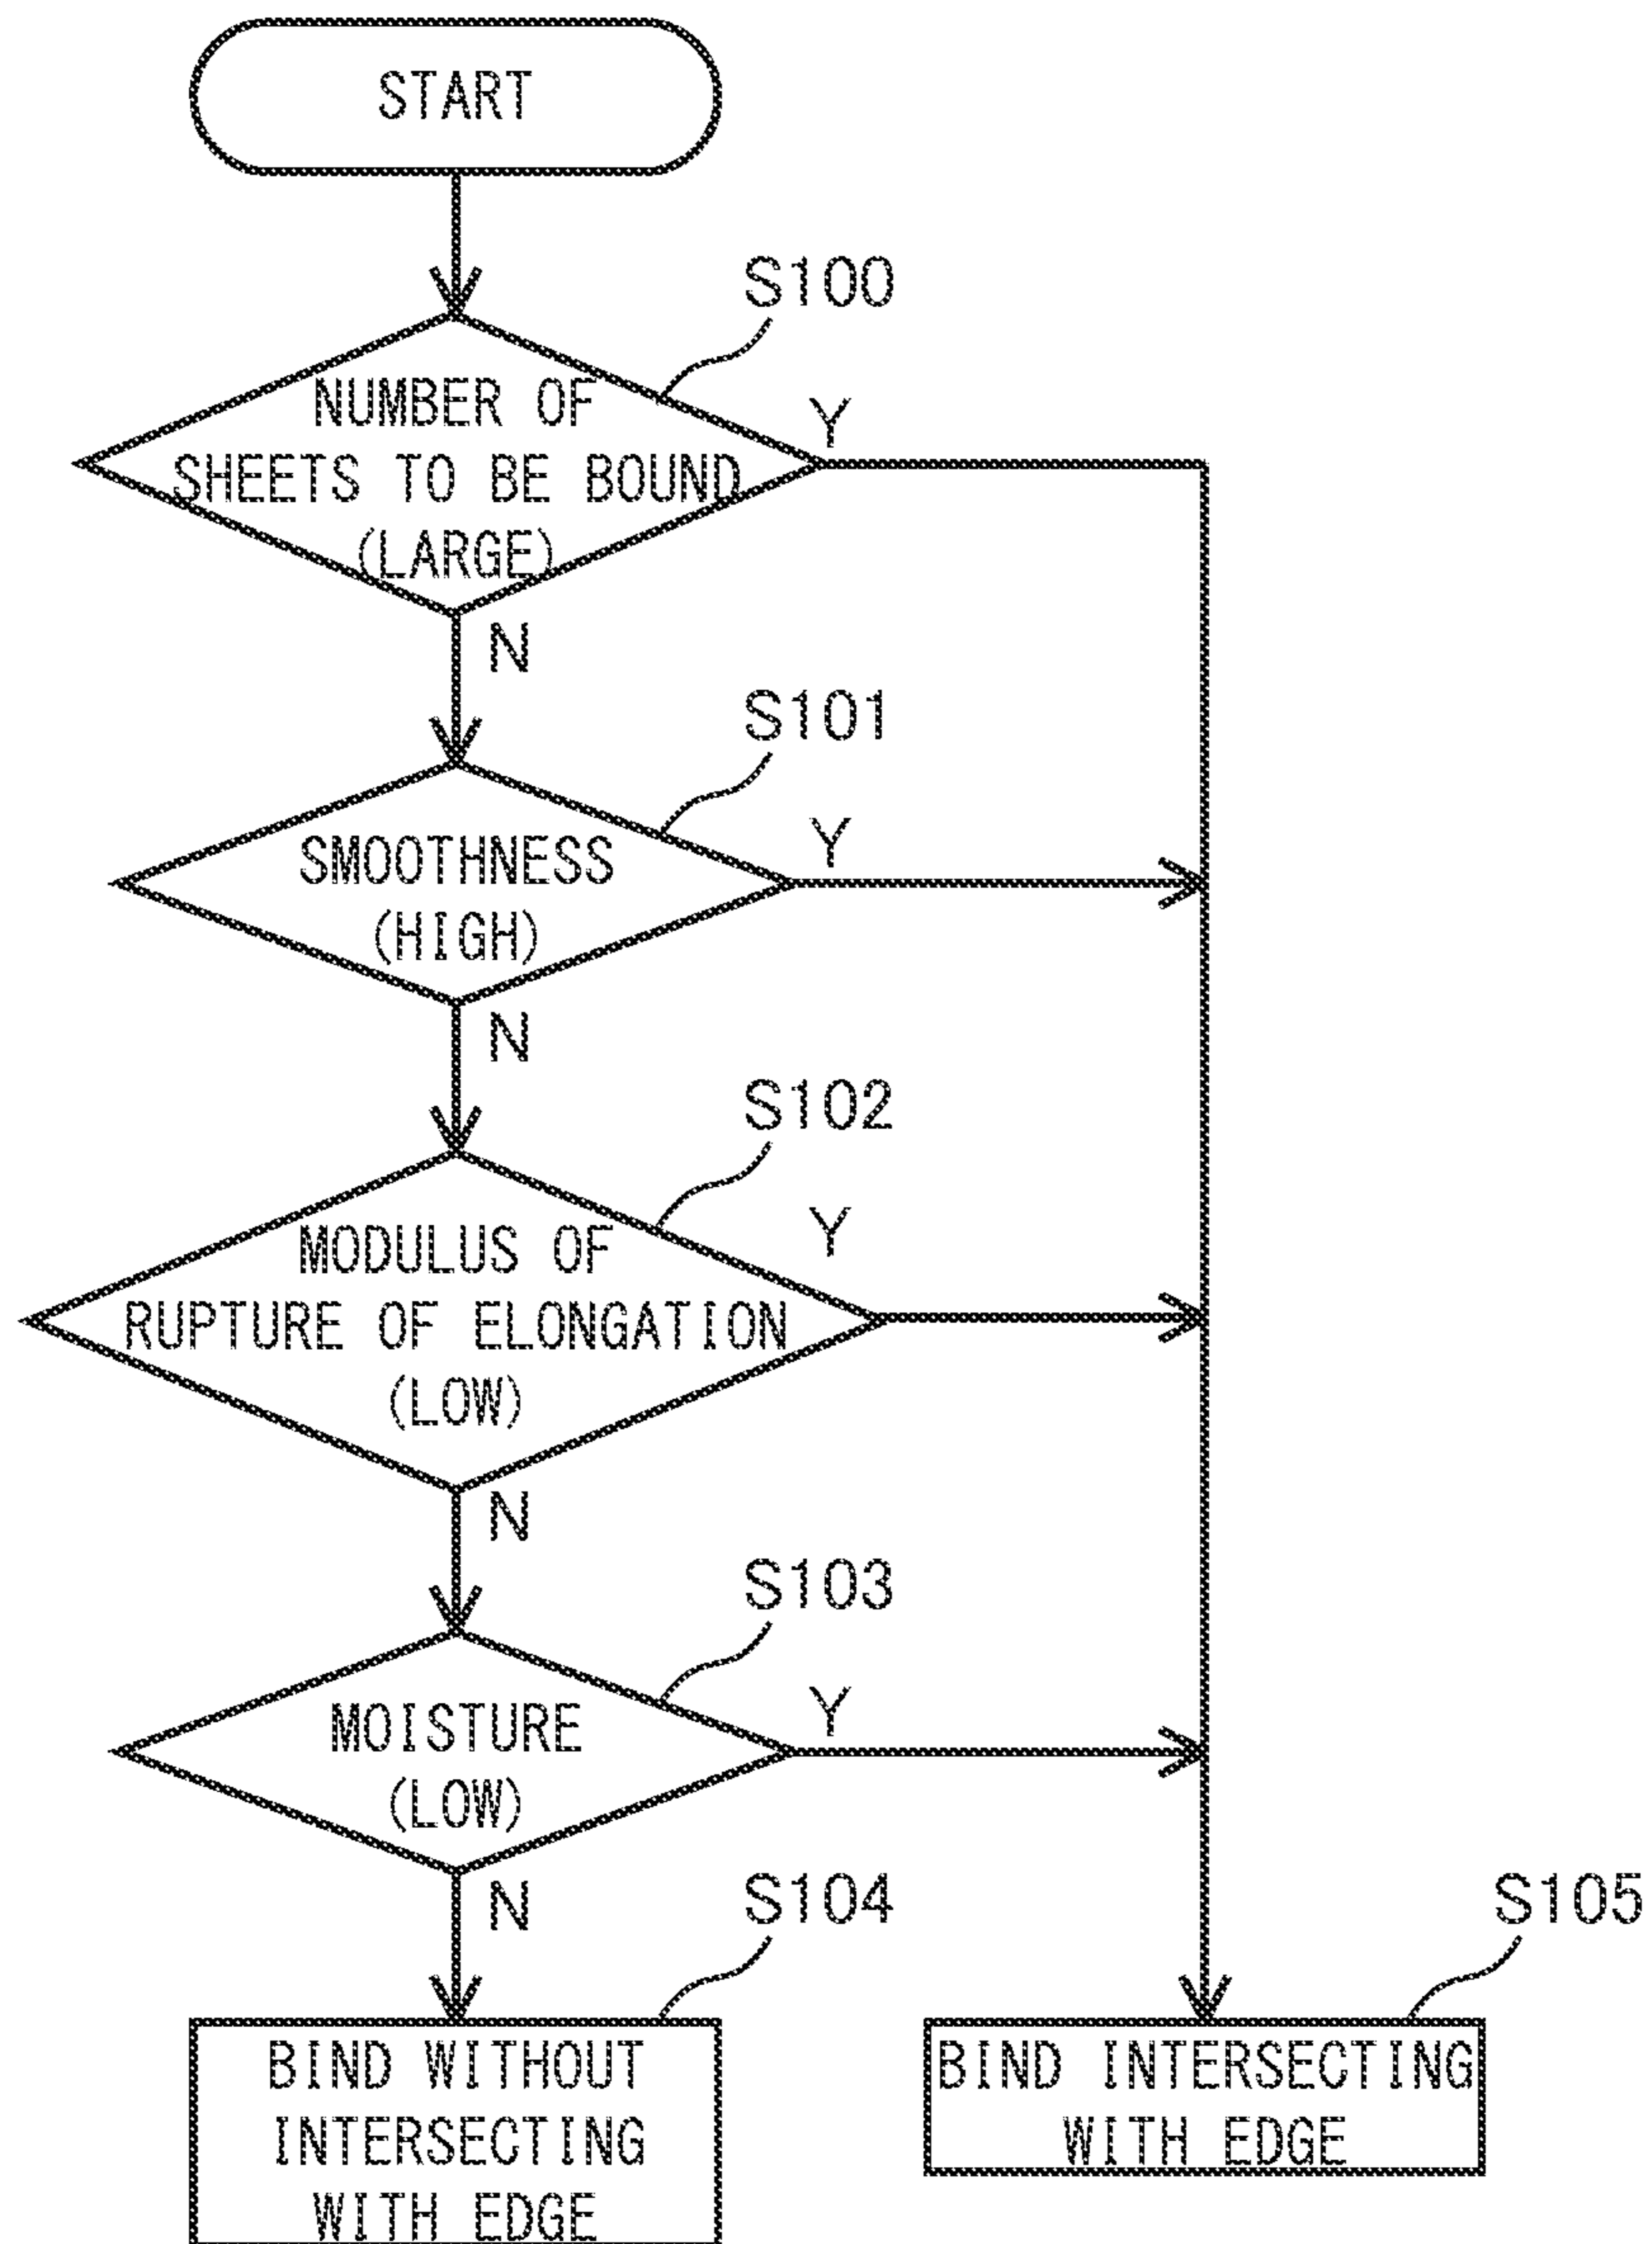 START
S100
NUMBER OF
SHEETS TO BE BOUND
(LARGE)
Y
N
S101
SMOOTHNESS
(HIGH)
Y
N
S102
MODULUS OF
RUPTURE OF ELONGATION
(LOW)
Y
N
S103
MOISTURE
(LOW)
Y
N
S104
BIND WITHOUT
INTERSECTING
WITH EDGE
S105
BIND INTERSECTING
WITH EDGE